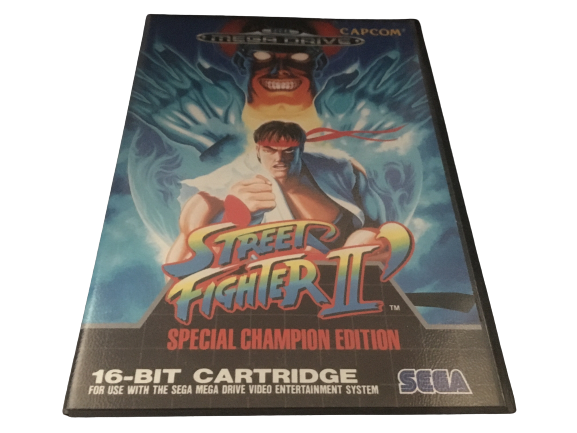 CAPCOM
MEGA DRIVE
STREET
FIGHTER II'
TM
SPECIAL CHAMPION EDITION
16-BIT CARTRIDGE
FOR USE WITH THE SEGA MEGA DRIVE VIDEO ENTERTAINMENT SYSTEM
SEGA